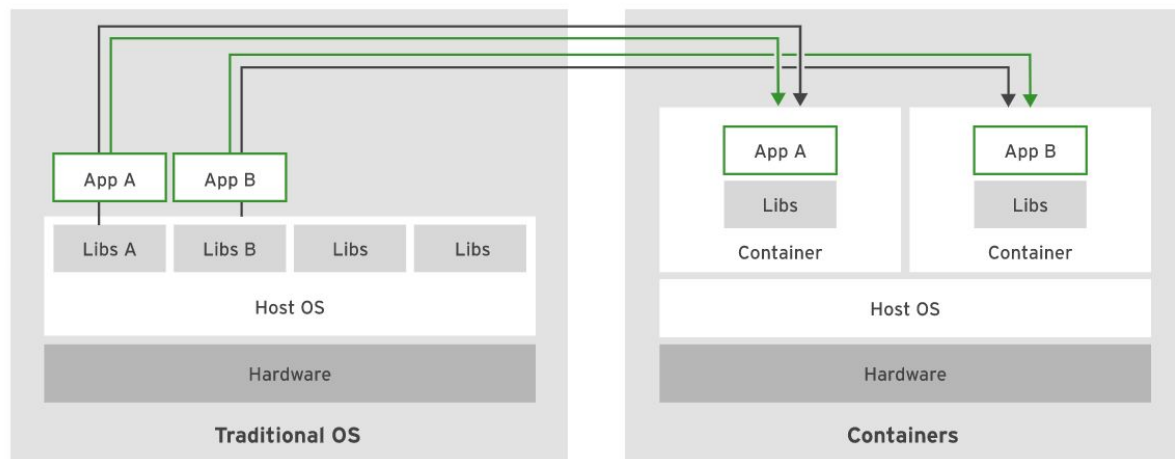 App A
App B
Libs A
Libs B
Libs
Libs
Host OS
Hardware
Traditional OS
App A
Libs
Container
App B
Libs
Container
Host OS
Hardware
Containers